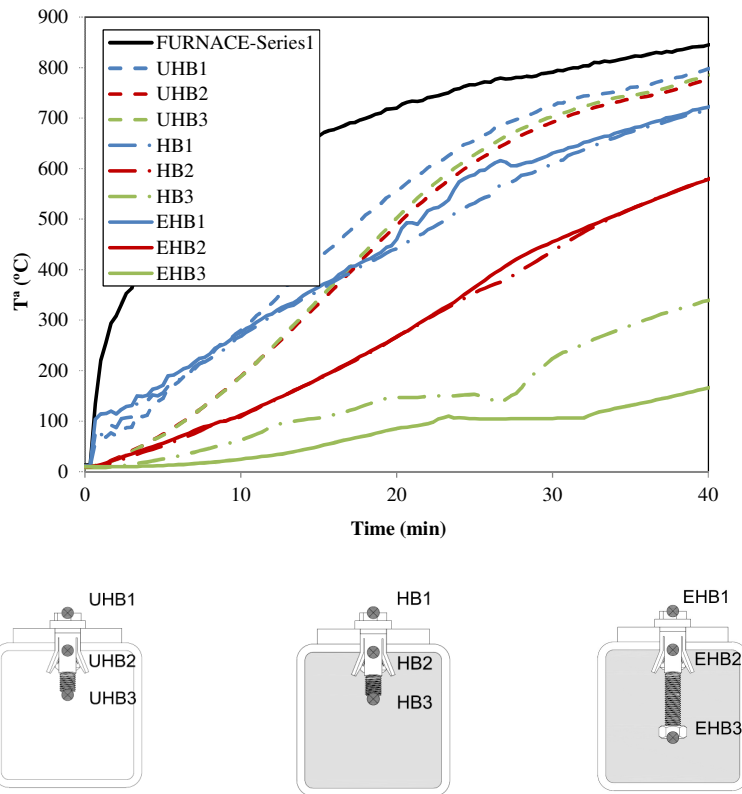 900
800
700
600
500
400
300
200
100
0
Tª (ºC)
FURNACE-Series1
UHB1
UHB2
UHB3
HB1
HB2
HB3
EHB1
EHB2
EHB3
0 10 20 30 40
Time (min)
UHB1 HB1 EHB1
UHB2 HB2 EHB2
UHB3 HB3 EHB3